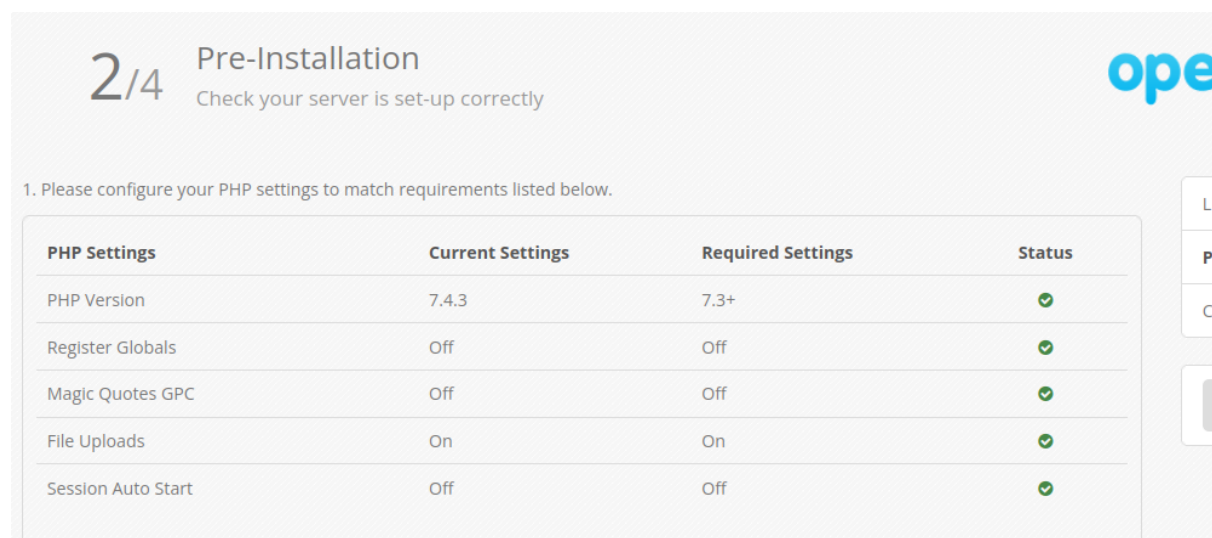 2/4
Pre-Installation
Check your server is set-up correctly
ope
1. Please configure your PHP settings to match requirements listed below.
PHP Settings Current Settings Required Settings Status
PHP Version 7.4.3 7.3+
Register Globals Off Off
Magic Quotes GPC Off Off
File Uploads On On
Session Auto Start Off Off
L
P
C